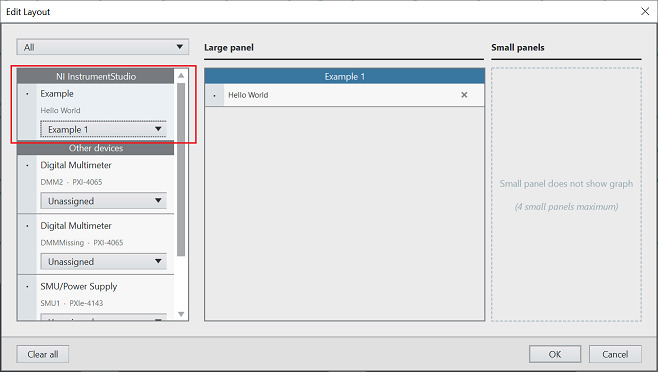 Edit Layout
All
NI InstrumentStudio
Example
Hello World
Example 1
Other devices
Digital Multimeter
DMM2 - PXI-4065
Unassigned
Digital Multimeter
DMMMissing - PXI-4065
Unassigned
SMU/Power Supply
SMU1 - PXIe-4143
Unassigned
Large panel
Example 1
Hello World
Small panels
Small panel does not show graph
(4 small panels maximum)
Clear all
OK
Cancel